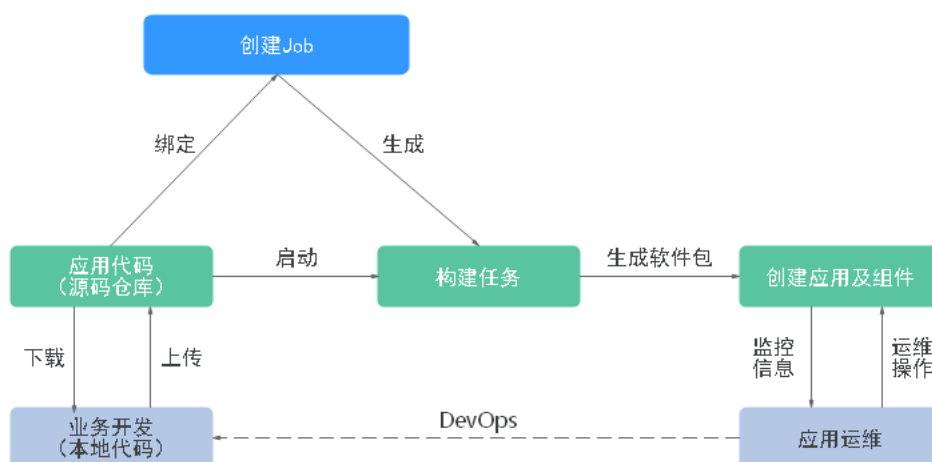 创建Job
绑定
生成
应用代码
（源码仓库）
启动
构建任务
生成软件包
创建应用及组件
下载
上传
监控
信息
运维
操作
业务开发
（本地代码）
DevOps
应用运维